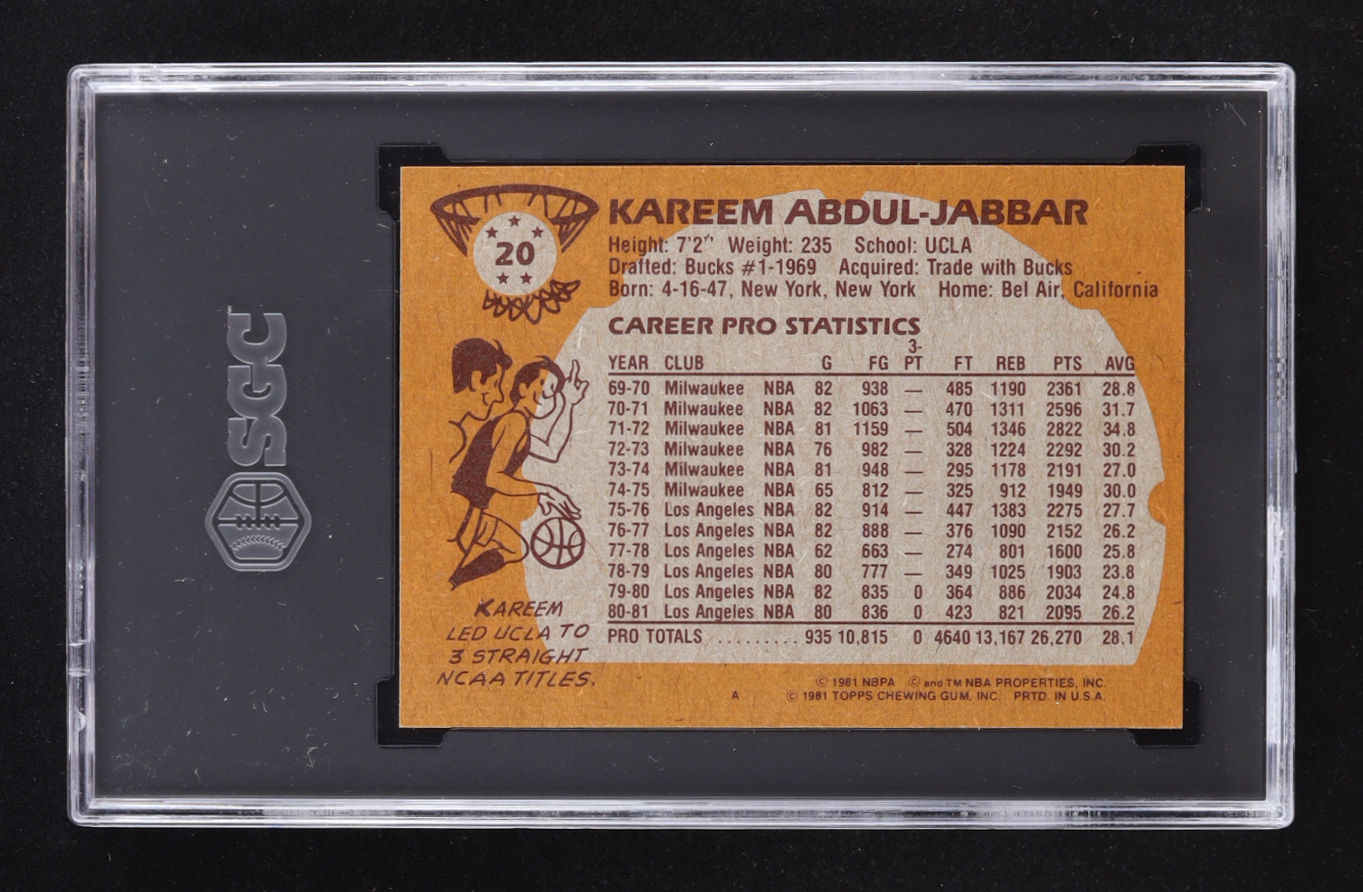 SGC
20
KAREEM ABDUL-JABBAR
Height: 7'2" Weight: 235 School: UCLA
Drafted: Bucks #1-1969 Acquired: Trade with Bucks
Born: 4-16-47, New York, New York Home: Bel Air, California
CAREER PRO STATISTICS
YEAR CLUB G FG 3-PT FT REB PTS AVG
69-70 Milwaukee NBA 82 938 — 485 1190 2361 28.8
70-71 Milwaukee NBA 82 1063 — 470 1311 2596 31.7
71-72 Milwaukee NBA 81 1159 — 504 1346 2822 34.8
72-73 Milwaukee NBA 76 982 — 328 1224 2292 30.2
73-74 Milwaukee NBA 81 948 — 295 1178 2191 27.0
74-75 Milwaukee NBA 65 812 — 325 912 1949 30.0
75-76 Los Angeles NBA 82 914 — 447 1383 2275 27.7
76-77 Los Angeles NBA 82 888 — 376 1090 2152 26.2
77-78 Los Angeles NBA 62 663 — 274 801 1600 25.8
78-79 Los Angeles NBA 80 777 — 349 1025 1903 23.8
79-80 Los Angeles NBA 82 835 0 364 886 2034 24.8
80-81 Los Angeles NBA 80 836 0 423 821 2095 26.2
PRO TOTALS ......... 935 10,815 0 4640 13,167 26,270 28.1
KAREEM
LED UCLA TO
3 STRAIGHT
NCAA TITLES.
© 1981 NBPA © and TM NBA PROPERTIES, INC.
A © 1981 TOPPS CHEWING GUM, INC. PRTD. IN U.S.A.